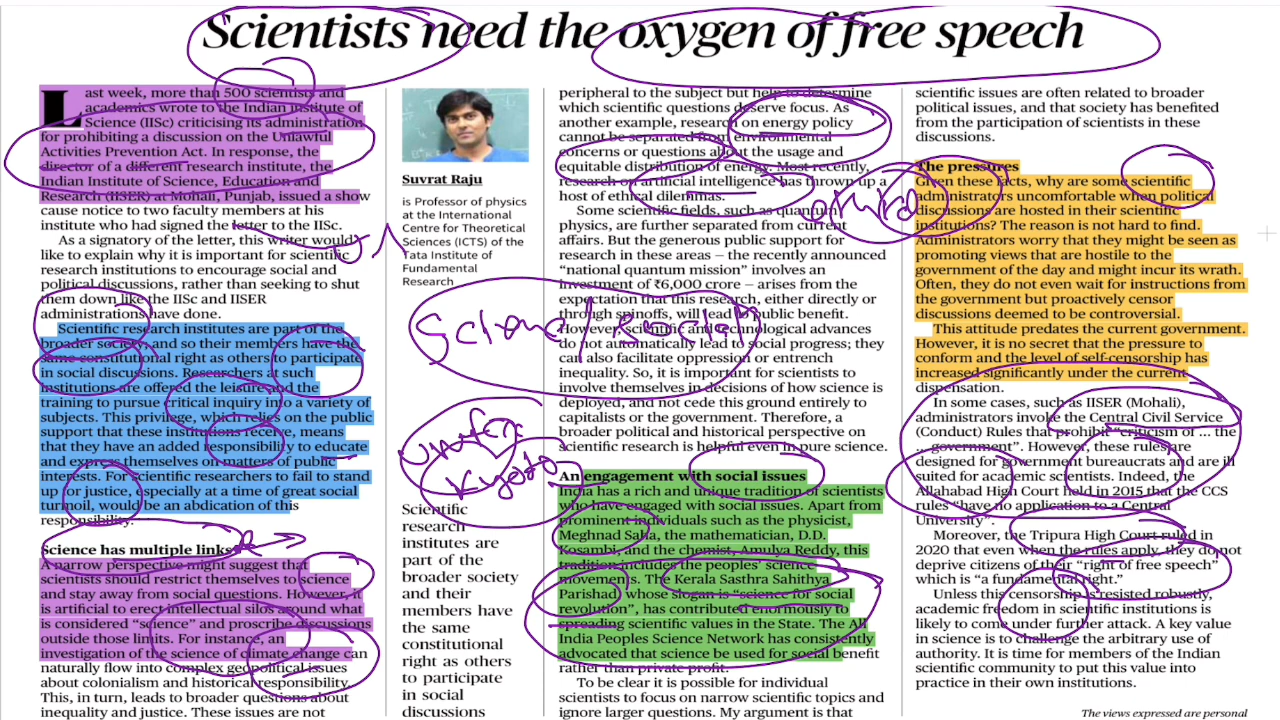 Scientists need the oxygen of free speech
Last week, more than 500 scientists and
academics wrote to the Indian Institute of
Science (IISc) criticising its administration
for prohibiting a discussion on the Unlawful
Activities Prevention Act. In response, the
director of a different research institute, the
Indian Institute of Science, Education and
Research (IISER) at Mohali, Punjab, issued a show
cause notice to two faculty members at his
institute who had signed the letter to the IISc.
As a signatory of the letter, this writer would
like to explain why it is important for scientific
research institutions to encourage social and
political discussions, rather than seeking to shut
them down like the IISc and IISER
administrations have done.
Scientific research institutes are part of the
broader society, and so their members have the
same constitutional right as others to participate
in social discussions. Researchers at such
institutions are offered the leisure and the
training to pursue critical inquiry into a variety of
subjects. This privilege, which relies on the public
support that these institutions receive, means
that they have an added responsibility to educate
and express themselves on matters of public
interests. For scientific researchers to fail to stand
up for justice, especially at a time of great social
turmoil, would be an abdication of this
responsibility.
Science has multiple links
A narrow perspective might suggest that
scientists should restrict themselves to science
and stay away from social questions. However, it
is artificial to erect intellectual silos around what
is considered “science” and proscribe discussions
outside those limits. For instance, an
investigation of the science of climate change can
naturally flow into complex geopolitical issues
about colonialism and historical responsibility.
This, in turn, leads to broader questions about
inequality and justice. These issues are not
Suvrat Raju
is Professor of physics
at the International
Centre for Theoretical
Sciences (ICTS) of the
Tata Institute of
Fundamental
Research
Science/ social
Scientific
research
institutes are
part of the
broader society
and their
members have
the same
constitutional
right as others
to participate
in social
discussions
peripheral to the subject but help to determine
which scientific questions deserve focus. As
another example, research on energy policy
cannot be separated from environmental
concerns or questions about the usage and
equitable distribution of energy. Most recently,
research on artificial intelligence has thrown up a
host of ethical dilemmas.
Some scientific fields, such as quantum
physics, are further separated from current
affairs. But the generous public support for
research in these areas – the recently announced
“national quantum mission” involves an
investment of ₹6,000 crore – arises from the
expectation that this research, either directly or
through spinoffs, will lead to public benefit.
However, scientific and technological advances
do not automatically lead to social progress; they
can also facilitate oppression or entrench
inequality. So, it is important for scientists to
involve themselves in decisions of how science is
deployed, and not cede this ground entirely to
capitalists or the government. Therefore, a
broader political and historical perspective on
scientific research is helpful even in pure science.
An engagement with social issues
India has a rich and unique tradition of scientists
who have engaged with social issues. Apart from
prominent individuals such as the physicist,
Meghnad Saha, the mathematician, D.D.
Kosambi, and the chemist, Amulya Reddy, this
tradition includes the peoples’ science
movements. The Kerala Sasthra Sahithya
Parishad, whose slogan is “science for social
revolution”, has contributed enormously to
spreading scientific values in the State. The All
India Peoples Science Network has consistently
advocated that science be used for social benefit
rather than private profit.
To be clear it is possible for individual
scientists to focus on narrow scientific topics and
ignore larger questions. My argument is that
scientific issues are often related to broader
political issues, and that society has benefited
from the participation of scientists in these
discussions.
The pressures
Given these facts, why are some scientific
administrators uncomfortable when political
discussions are hosted in their scientific
institutions? The reason is not hard to find.
Administrators worry that they might be seen as
promoting views that are hostile to the
government of the day and might incur its wrath.
Often, they do not even wait for instructions from
the government but proactively censor
discussions deemed to be controversial.
This attitude predates the current government.
However, it is no secret that the pressure to
conform and the level of self-censorship has
increased significantly under the current
dispensation.
In some cases, such as IISER (Mohali),
administrators invoke the Central Civil Service
(Conduct) Rules that prohibit “criticism of ... the
... government”. However, these rules are
designed for government bureaucrats and are ill
suited for academic scientists. Indeed, the
Allahabad High Court held in 2015 that the CCS
rules “have no application to a Central
University”.
Moreover, the Tripura High Court ruled in
2020 that even when the rules apply, they do not
deprive citizens of their “right of free speech”
which is “a fundamental right.”
Unless this censorship is resisted robustly,
academic freedom in scientific institutions is
likely to come under further attack. A key value
in science is to challenge the arbitrary use of
authority. It is time for members of the Indian
scientific community to put this value into
practice in their own institutions.
The views expressed are personal